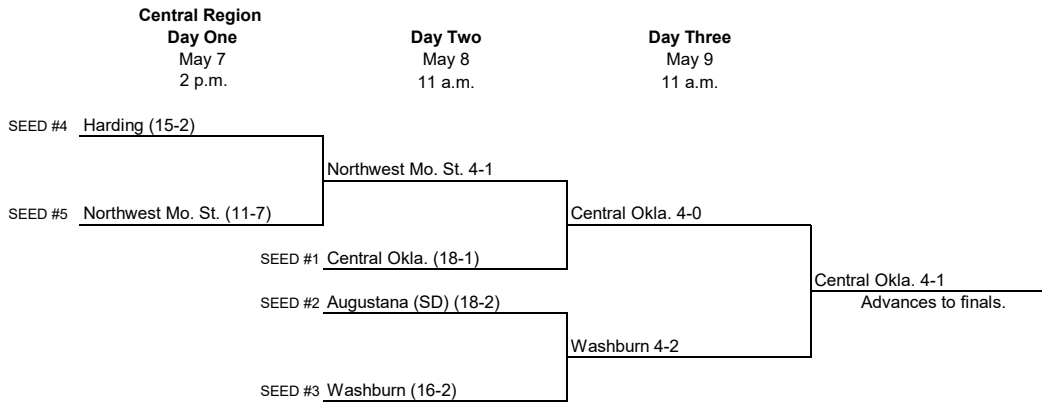 Central Region
Day One
May 7
2 p.m.
Day Two
May 8
11 a.m.
Day Three
May 9
11 a.m.
SEED #4 Harding (15-2)
Northwest Mo. St. 4-1
SEED #5 Northwest Mo. St. (11-7)
Central Okla. 4-0
SEED #1 Central Okla. (18-1)
Central Okla. 4-1
Advances to finals.
SEED #2 Augustana (SD) (18-2)
Washburn 4-2
SEED #3 Washburn (16-2)